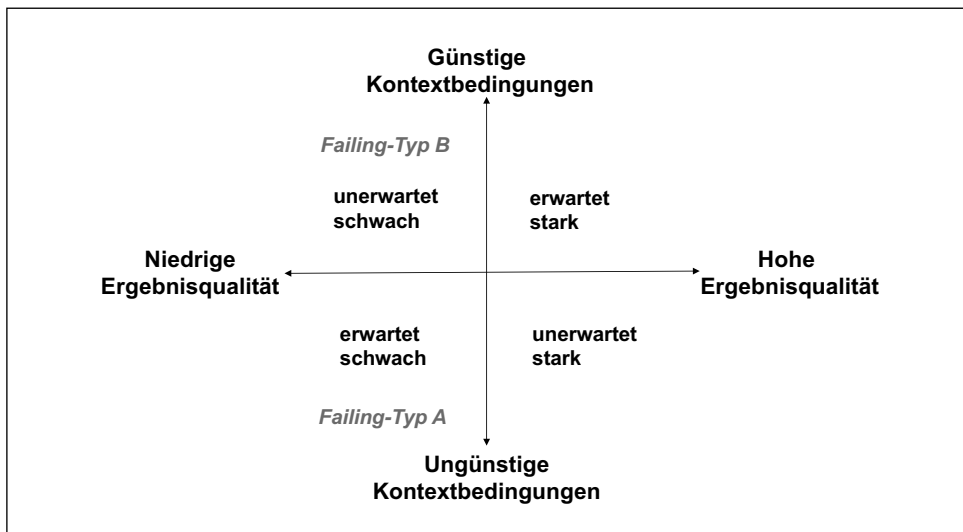 Günstige
Kontextbedingungen
Failing-Typ B
unerwartet
schwach
erwartet
stark
Niedrige
Ergebnisqualität
Hohe
Ergebnisqualität
erwartet
schwach
unerwartet
stark
Failing-Typ A
Ungünstige
Kontextbedingungen